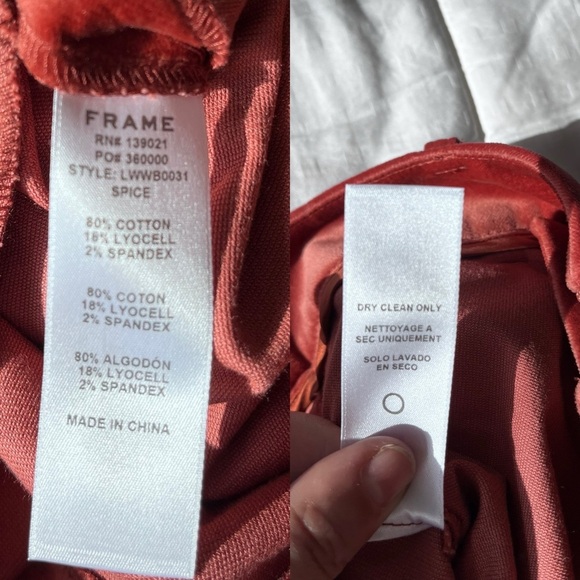 FRAME
RN# 139021
PO# 360000
STYLE: LWWB0031
SPICE
80% COTTON
18% LYOCELL
2% SPANDEX
80% COTON
18% LYOCELL
2% SPANDEX
80% ALGODÓN
18% LYOCELL
2% SPANDEX
MADE IN CHINA
DRY CLEAN ONLY
NETTOYAGE A
SEC UNIQUEMENT
SOLO LAVADO
EN SECO